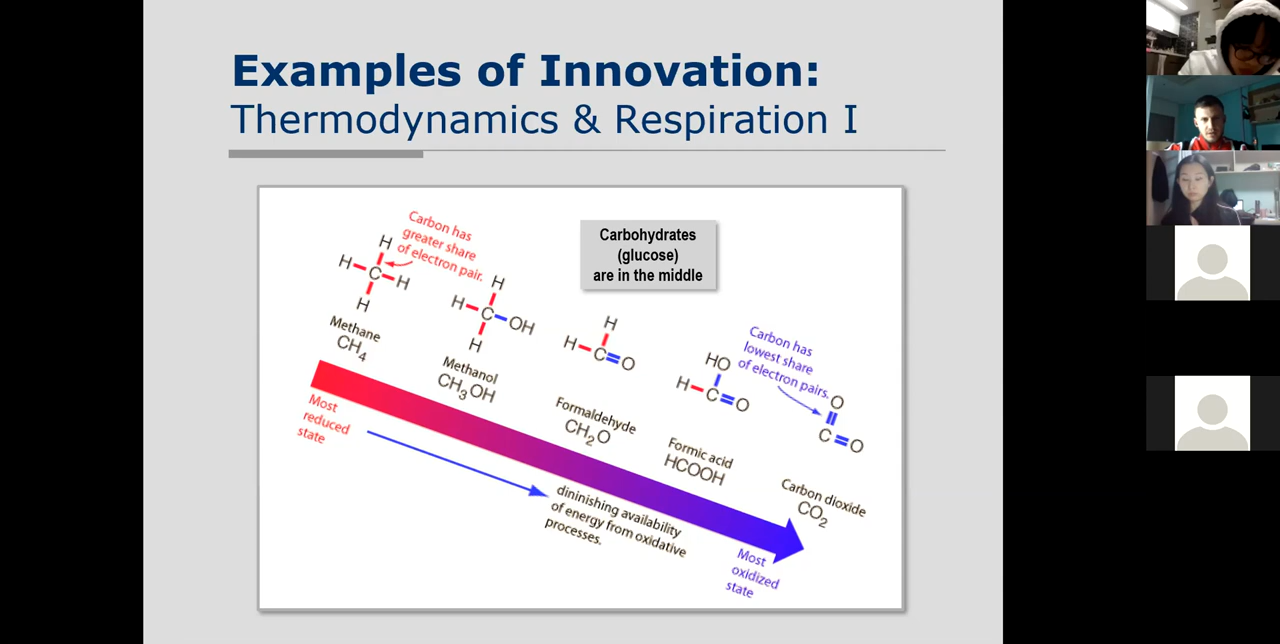 Examples of Innovation:
Thermodynamics & Respiration I
Carbon has
greater share
of electron pair.
Carbohydrates
(glucose)
are in the middle
H
H
C
H
H
Methane
CH4
H
H
C
OH
H
Methanol
CH3OH
H
H
C
O
Formaldehyde
CH2O
HO
H
C
O
Formic acid
HCOOH
Carbon has
lowest share
of electron pairs.
O
C
O
Carbon dioxide
CO2
Most
reduced
state
dininishing availability
of energy from oxidative
processes.
Most
oxidized
state